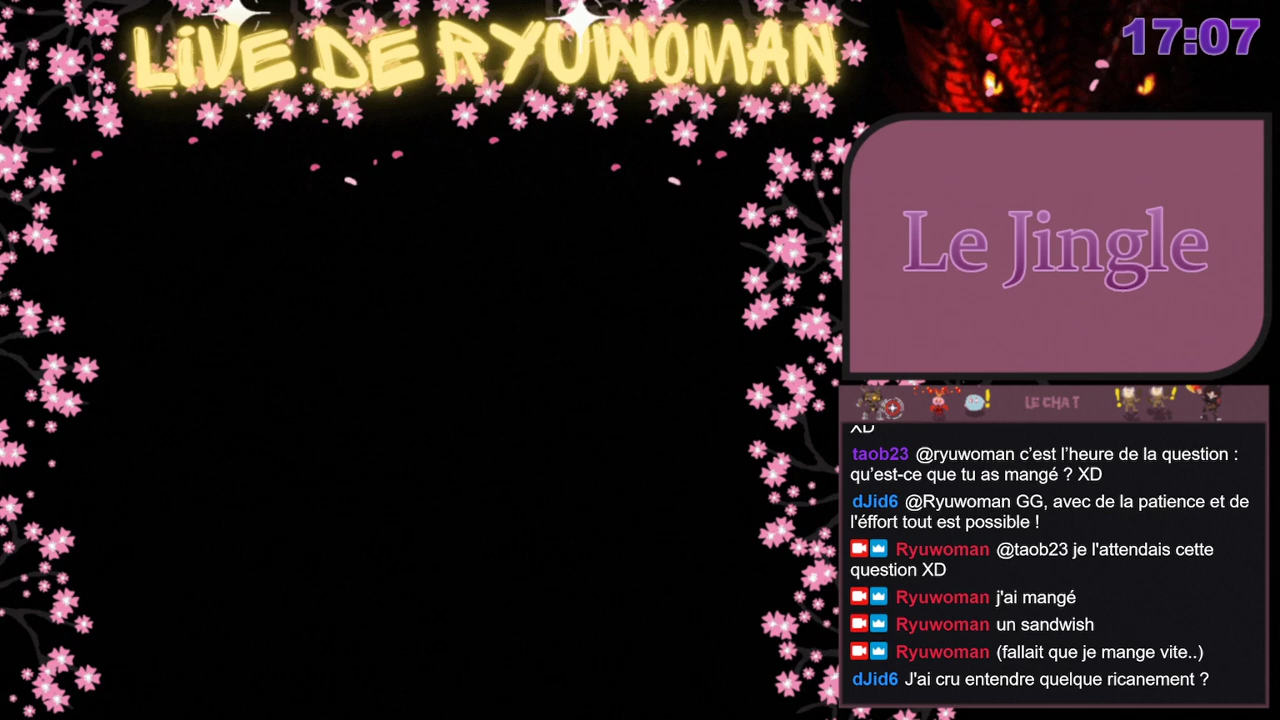 LIVE DE RYUWOMAN
17:07
Le Jingle
LE CHAT
XD
taob23 @ryuwoman c’est l’heure de la question :
qu’est-ce que tu as mangé ? XD
dJid6 @Ryuwoman GG, avec de la patience et de
l'éffort tout est possible !
Ryuwoman @taob23 je l'attendais cette
question XD
Ryuwoman j'ai mangé
Ryuwoman un sandwish
Ryuwoman (fallait que je mange vite..)
dJid6 J'ai cru entendre quelque ricanement ?